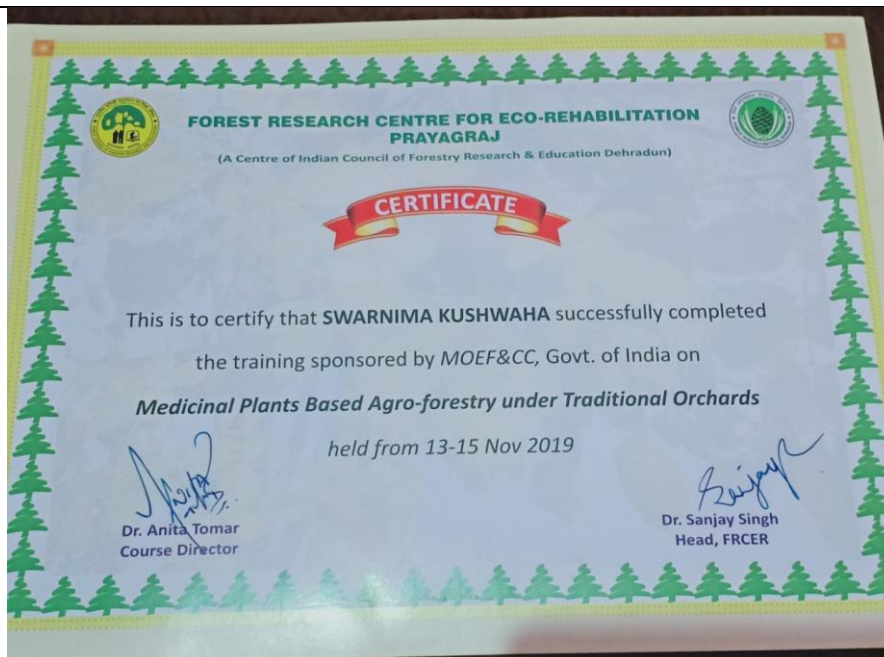 FOREST RESEARCH CENTRE FOR ECO-REHABILITATION
PRAYAGRAJ
(A Centre of Indian Council of Forestry Research & Education Dehradun)
CERTIFICATE
This is to certify that SWARNIMA KUSHWAHA successfully completed
the training sponsored by MOEF&CC, Govt. of India on
Medicinal Plants Based Agro-forestry under Traditional Orchards
held from 13-15 Nov 2019
Dr. Anita Tomar
Course Director
Sanjay
Dr. Sanjay Singh
Head, FRCER